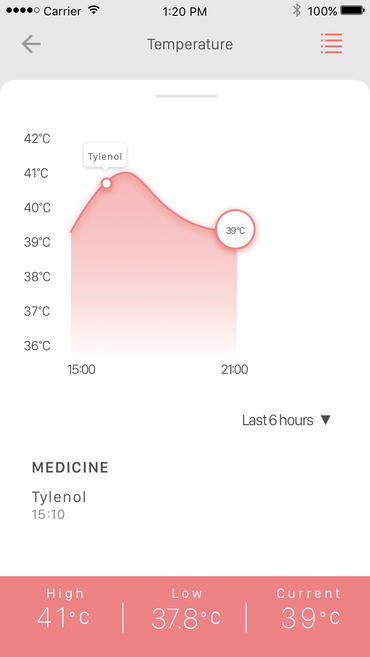 Carrier 1:20 PM 100%
Temperature
42°C
Tylenol
41°C
40°C
39°C
39°C
38°C
37°C
36°C
15:00 21:00
Last 6 hours ▼
MEDICINE
Tylenol
15:10
High Low Current
41°C 37.8°C 39°C